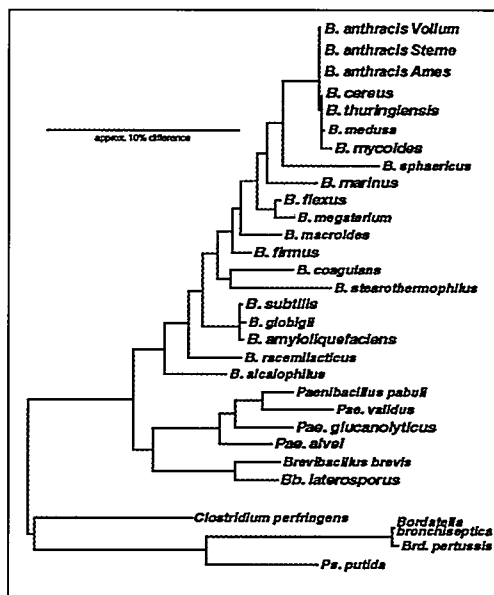 B. anthracis Vollum
B. anthracis Sterne
B. anthracis Ames
B. cereus
B. thuringiensis
approx. 10% difference
B. medusa
B. mycoides
B. sphaericus
B. marinus
B. flexus
B. megaterium
B. macroides
B. firmus
B. coagulans
B. stearothermophilus
B. subtilis
B. globigii
B. amyloliquefaciens
B. racemilacticus
B. alcalophilus
Paenibacillus pabuli
Pae. validus
Pae. glucanolyticus
Pae. alvei
Brevibacillus brevis
Bb. laterosporus
Clostridium perfringens
Bordatella
bronchiseptica
Brd. pertussis
Ps. putida